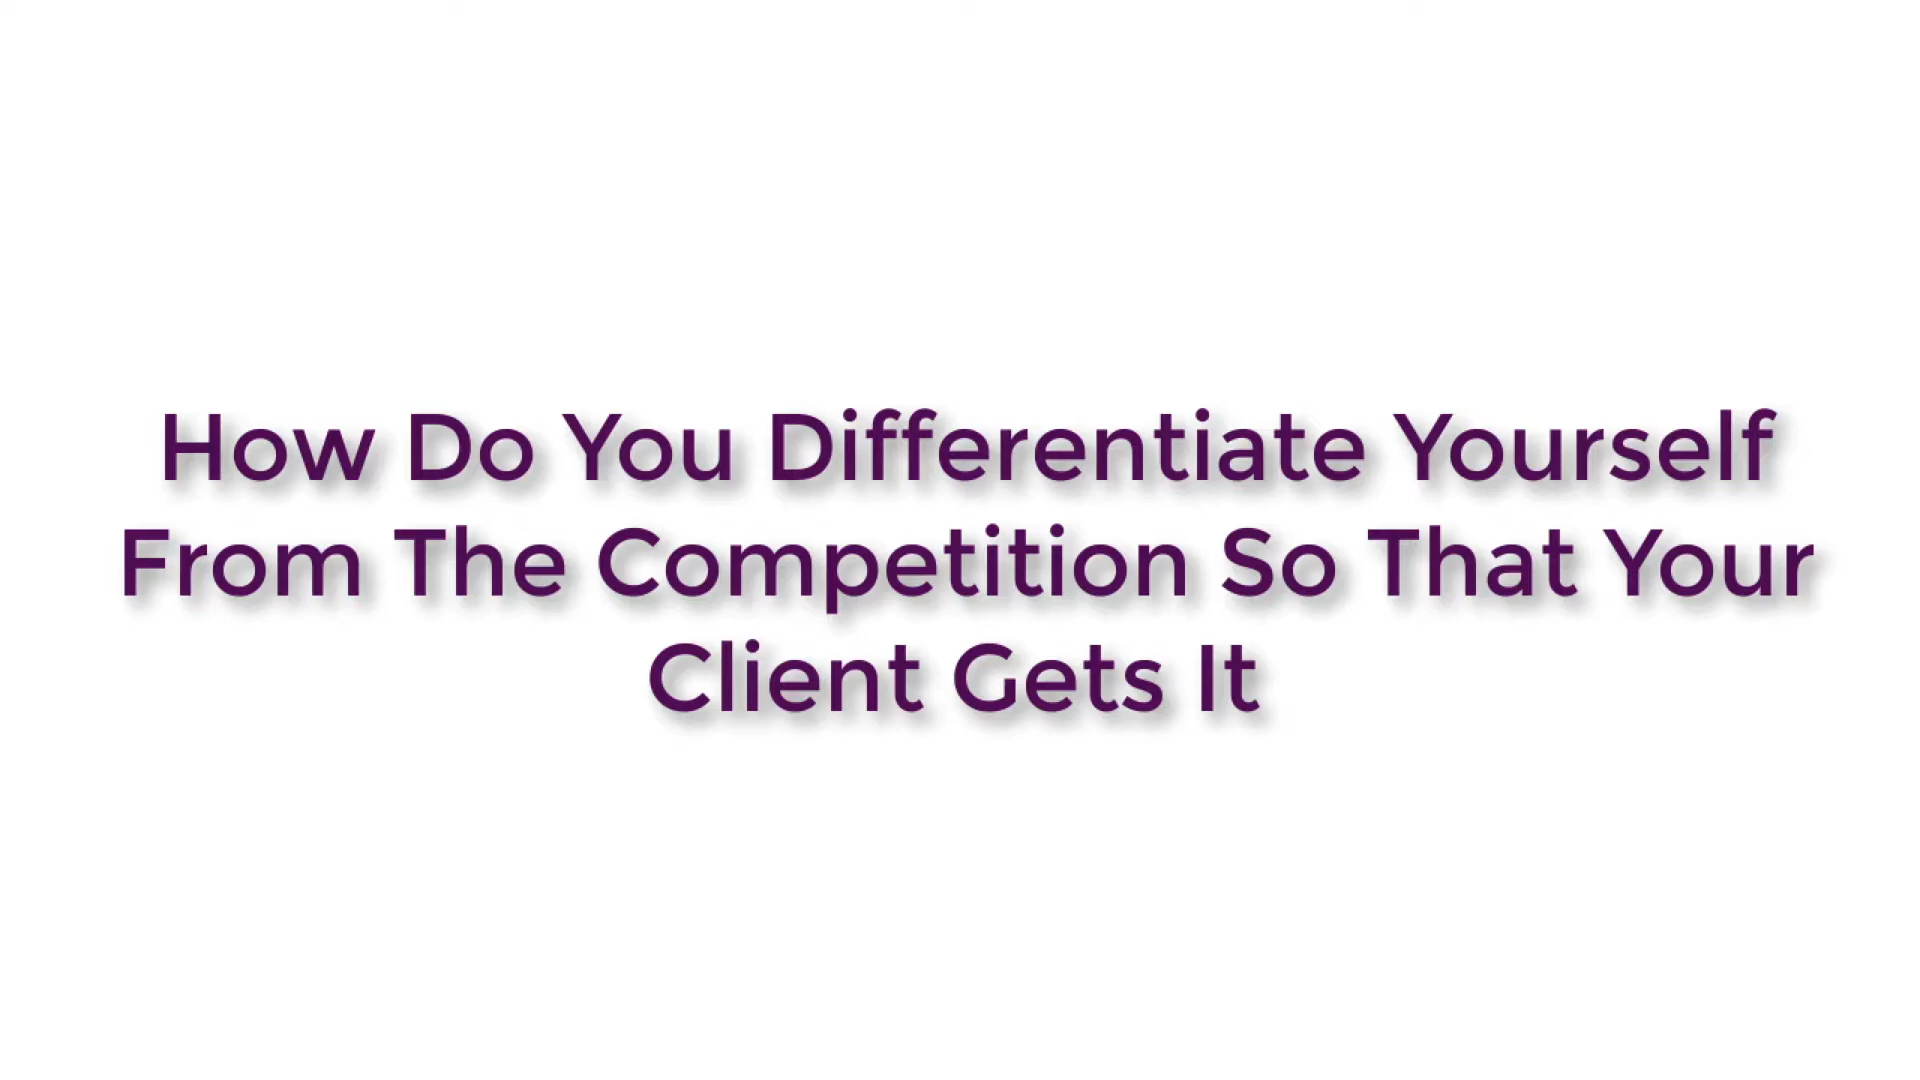 How Do You Differentiate Yourself
From The Competition So That Your
Client Gets It